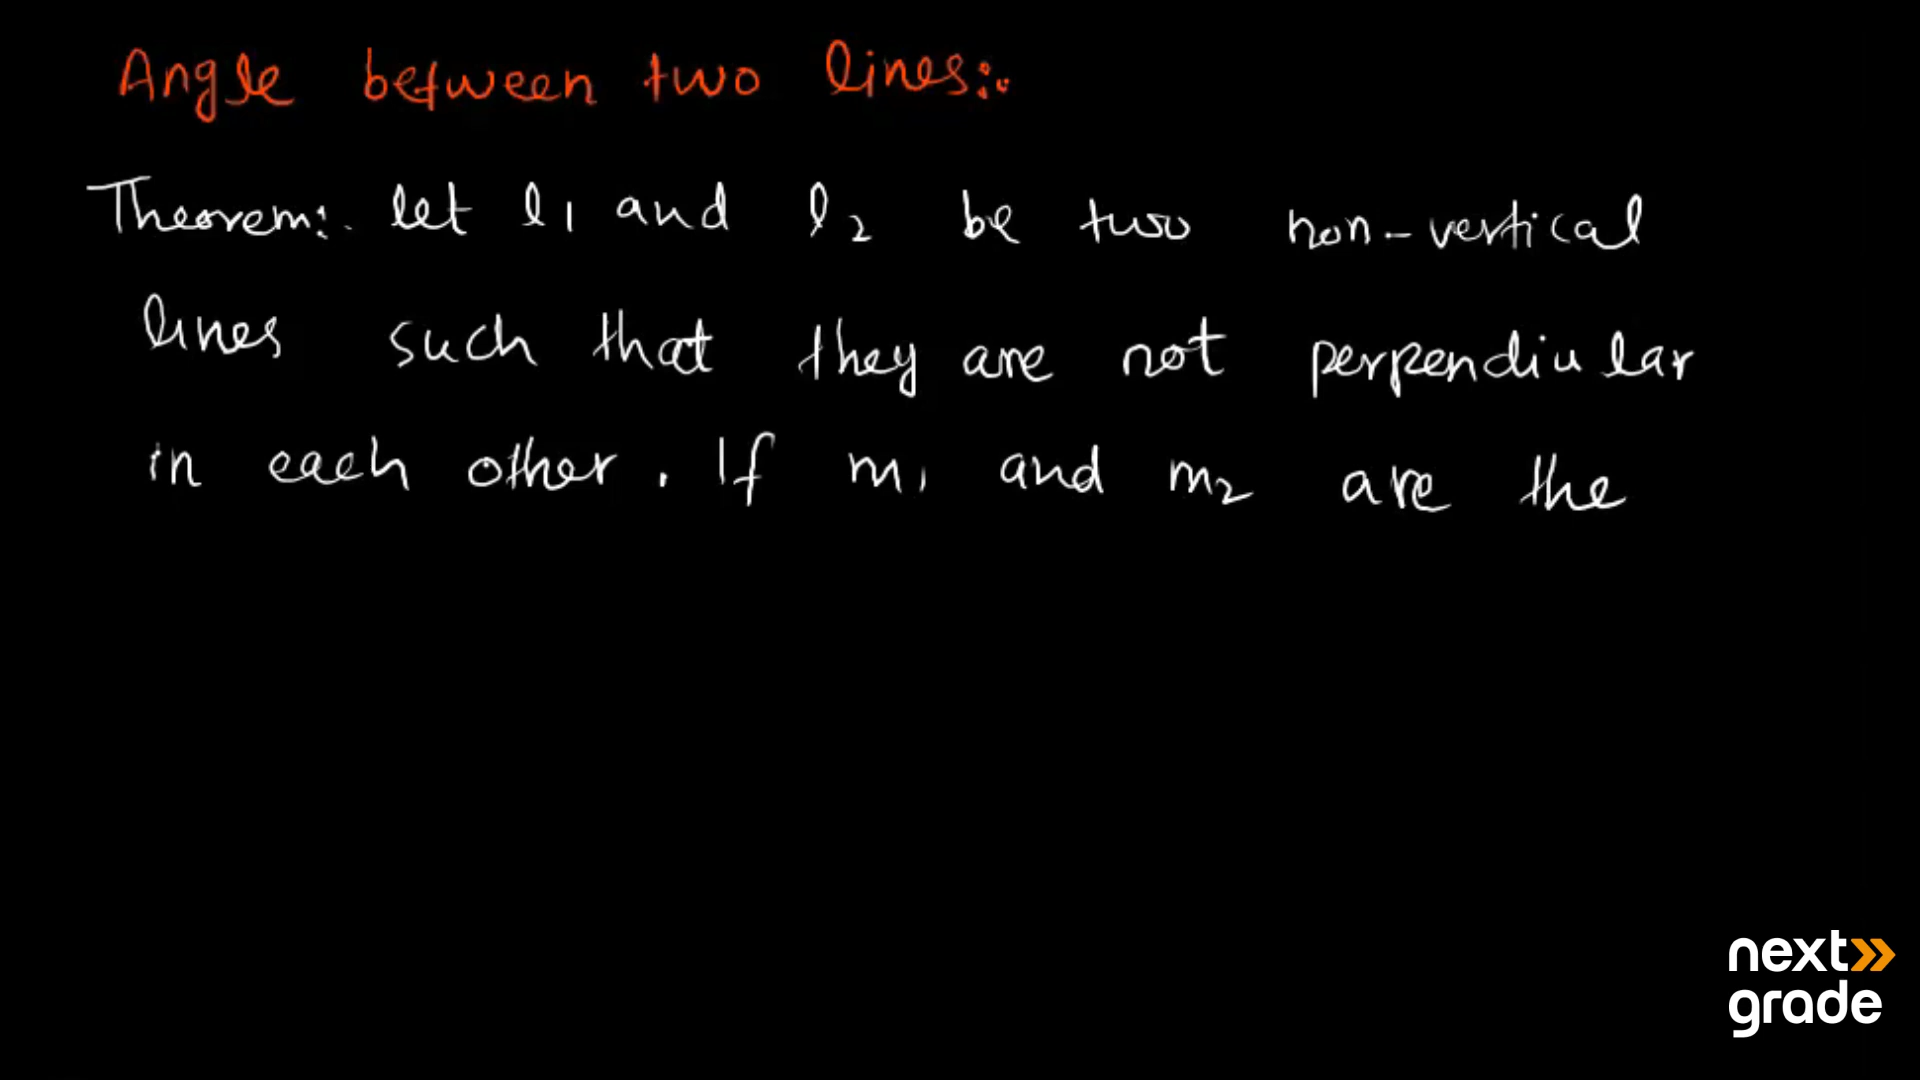 Angle between two lines:.
Theorem:. let l1 and l2 be two non-vertical
lines such that they are not perpendiular
in each other. If m1 and m2 are the
next
grade